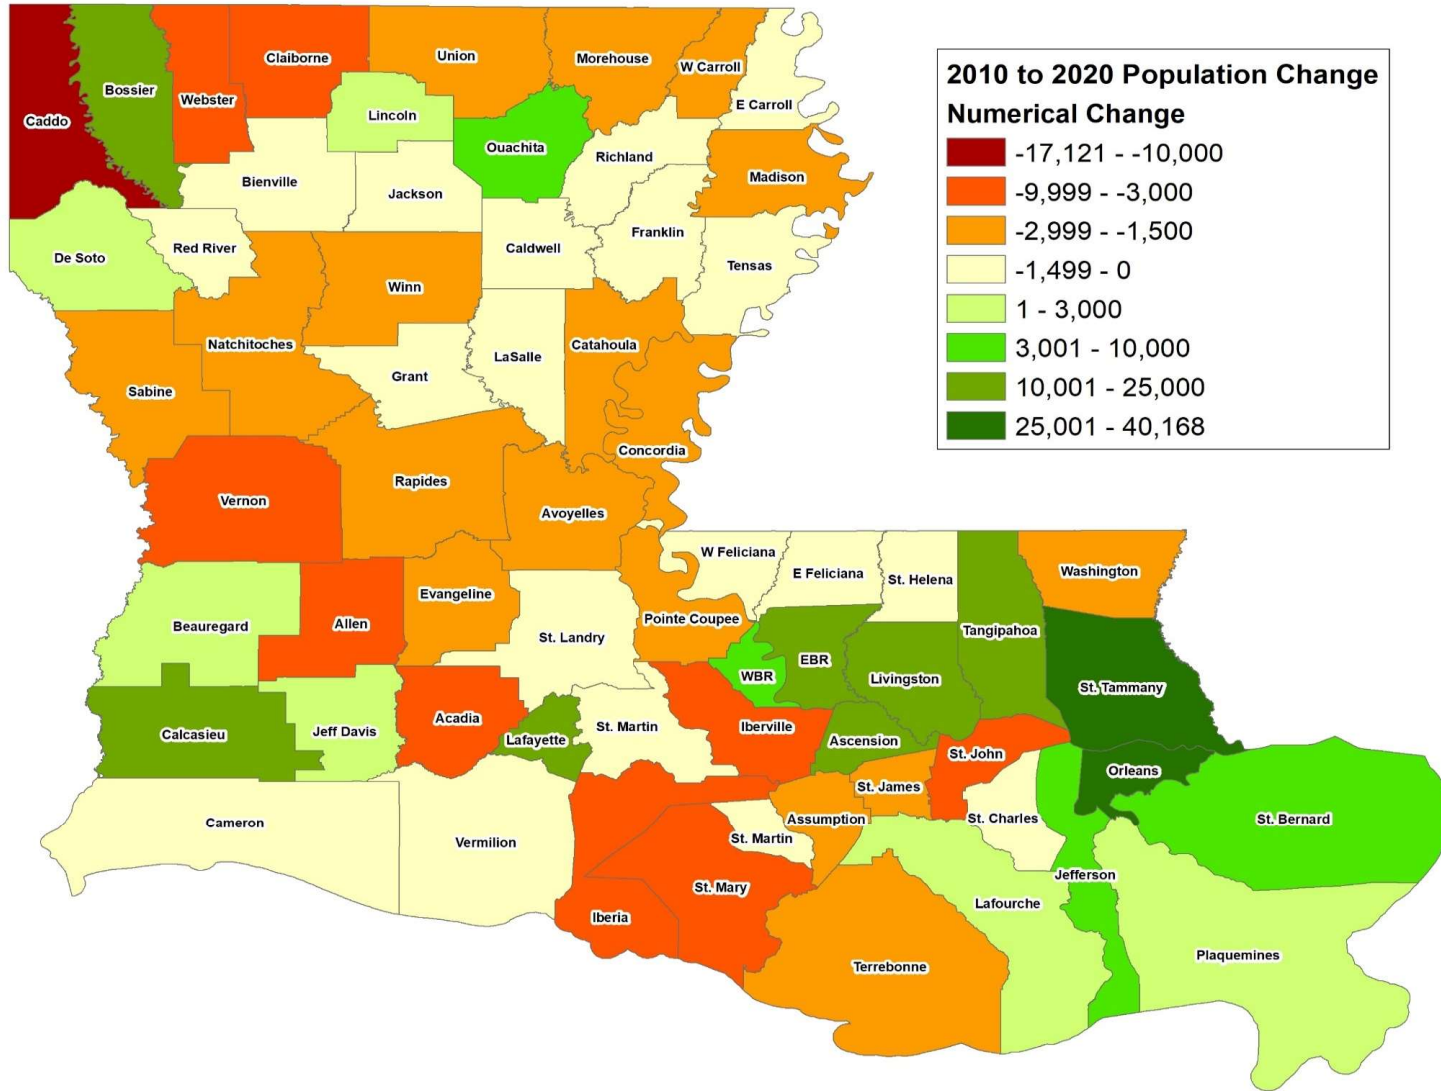 2010 to 2020 Population Change
Numerical Change
-17,121 - -10,000
-9,999 - -3,000
-2,999 - -1,500
-1,499 - 0
1 - 3,000
3,001 - 10,000
10,001 - 25,000
25,001 - 40,168
Caddo
Bossier
Webster
Claiborne
Union
Morehouse
W Carroll
E Carroll
Lincoln
Ouachita
Richland
Madison
Bienville
Jackson
De Soto
Red River
Caldwell
Franklin
Tensas
Winn
Natchitoches
Sabine
Grant
LaSalle
Catahoula
Concordia
Vernon
Rapides
Avoyelles
W Feliciana
E Feliciana
St. Helena
Washington
Beauregard
Allen
Evangeline
St. Landry
Pointe Coupee
Tangipahoa
WBR
EBR
Livingston
St. Tammany
Calcasieu
Jeff Davis
Acadia
Lafayette
St. Martin
Iberville
Ascension
St. John
Orleans
St. James
Assumption
St. Charles
St. Bernard
Cameron
Vermilion
St. Martin
Jefferson
St. Mary
Iberia
Lafourche
Terrebonne
Plaquemines